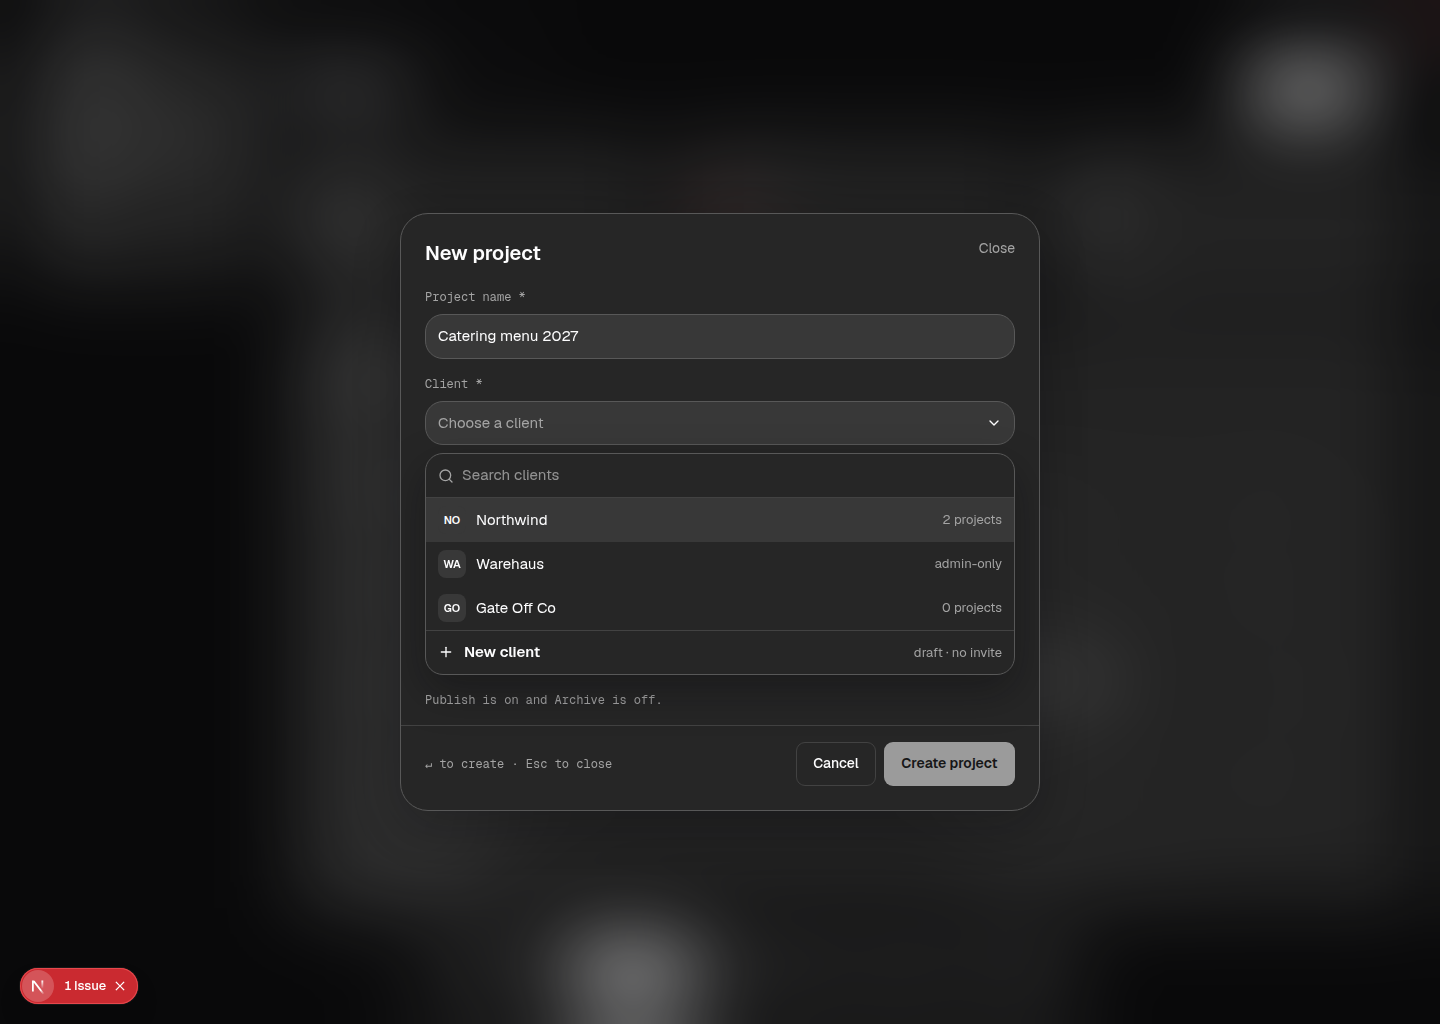 New project
Close
Project name *
Catering menu 2027
Client *
Choose a client
Search clients
NO Northwind 2 projects
WA Warehaus admin-only
GO Gate Off Co 0 projects
+ New client draft · no invite
Publish is on and Archive is off.
↵ to create · Esc to close
Cancel
Create project
N 1 Issue ×